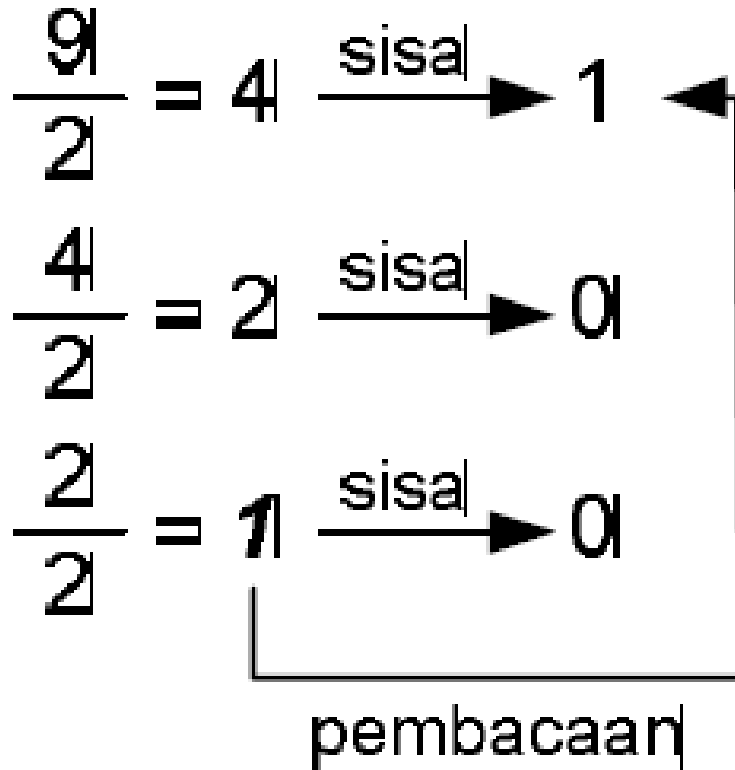 9/2 = 4 sisa 1
4/2 = 2 sisa 0
2/2 = 1 sisa 0
pembacaan